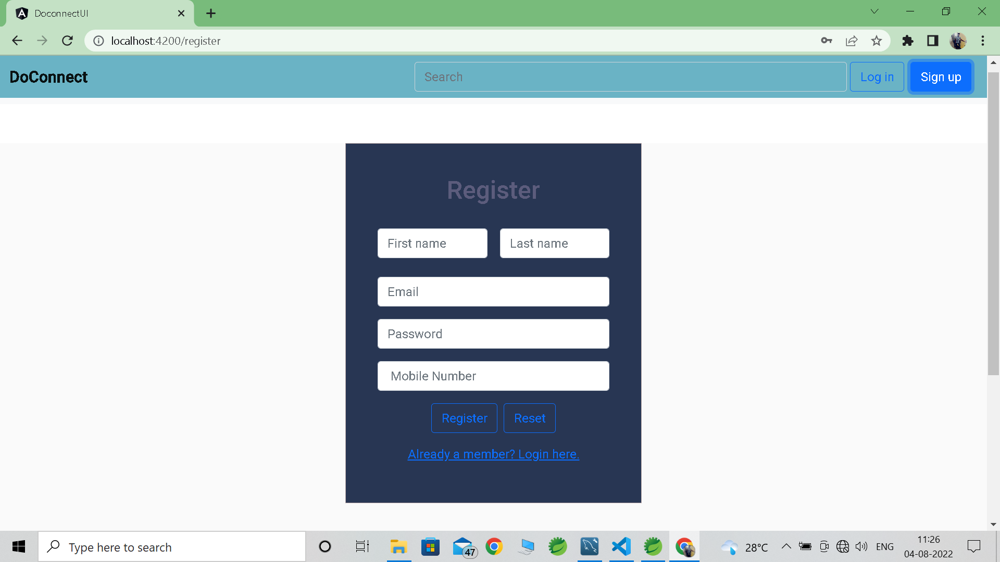 DoconnectUI
localhost:4200/register
DoConnect
Search
Log in
Sign up
Register
First name
Last name
Email
Password
Mobile Number
Register
Reset
Already a member? Login here.
Type here to search
47
28°C
ENG
11:26
04-08-2022